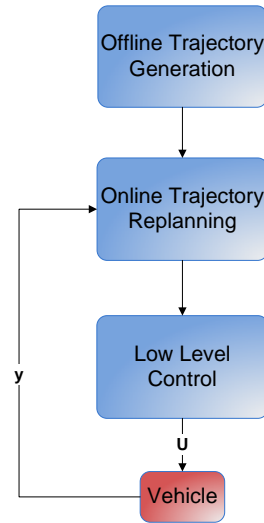 Offline Trajectory
Generation
Online Trajectory
Replanning
Low Level
Control
y
U
Vehicle